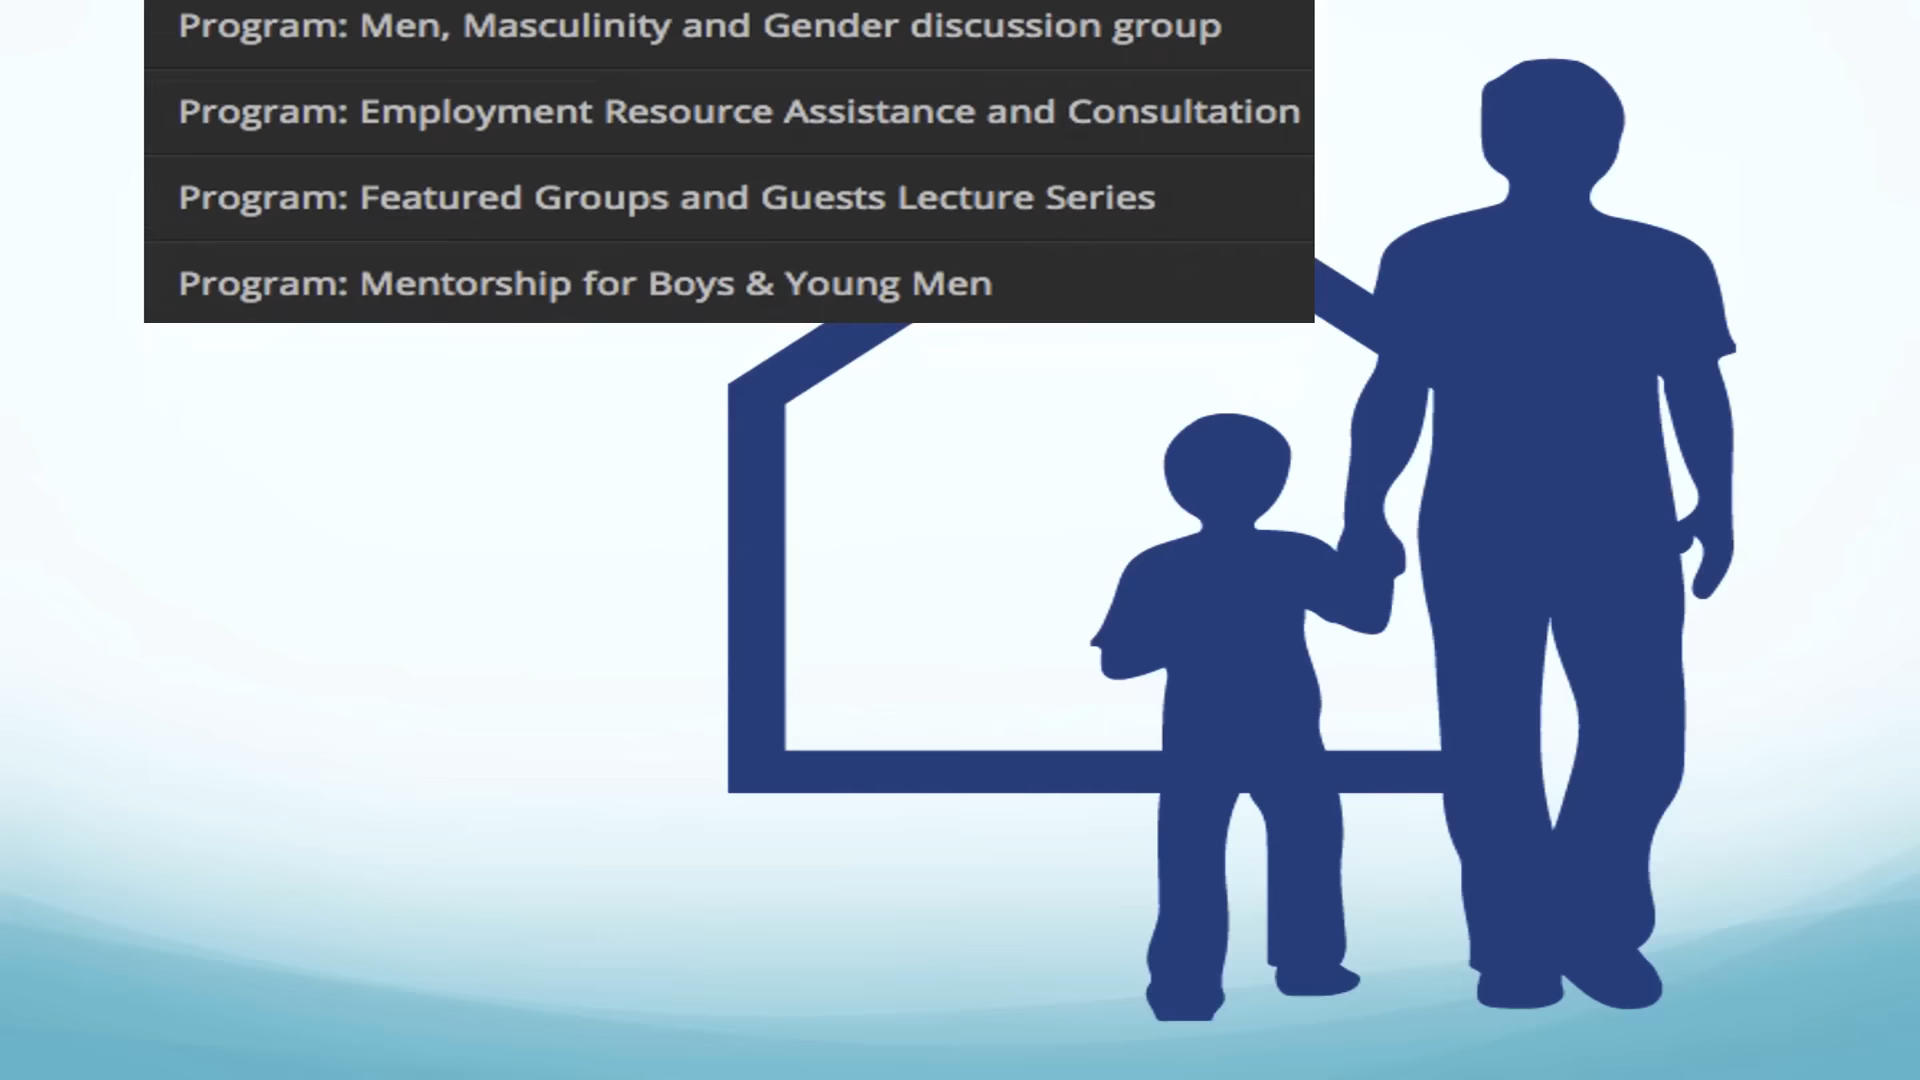 Program: Men, Masculinity and Gender discussion group
Program: Employment Resource Assistance and Consultation
Program: Featured Groups and Guests Lecture Series
Program: Mentorship for Boys & Young Men